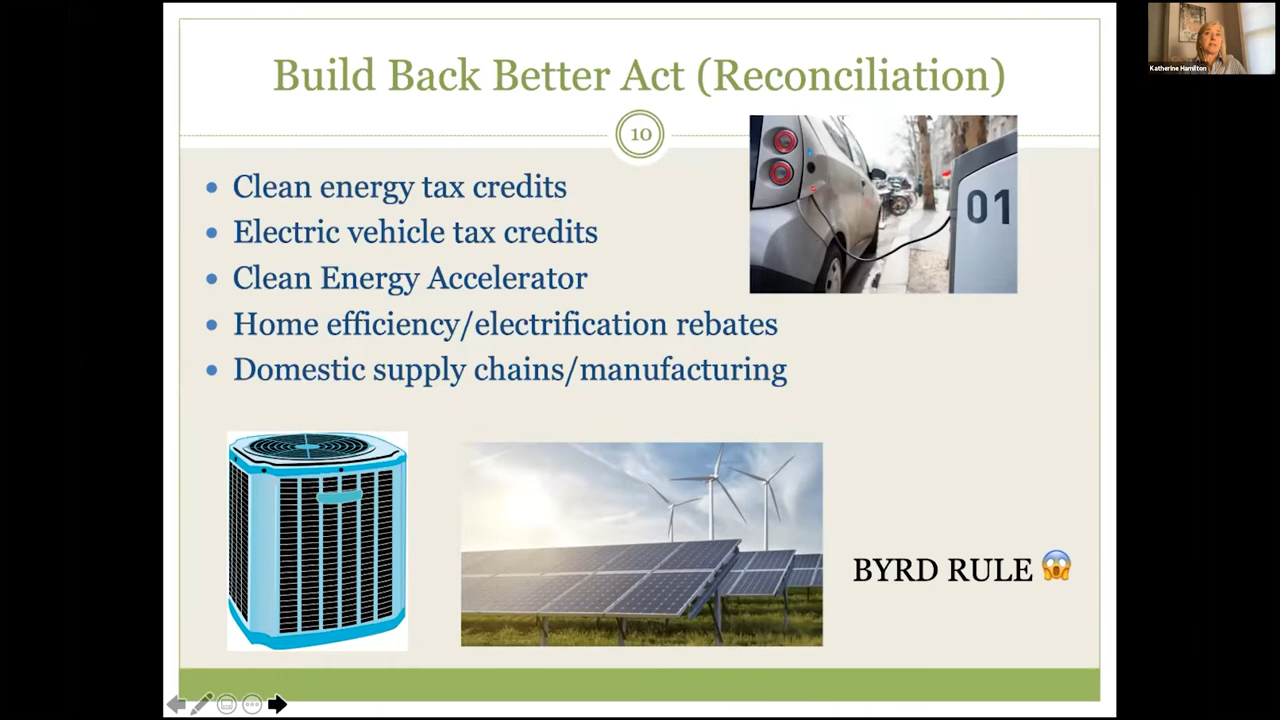 Build Back Better Act (Reconciliation)
10
Clean energy tax credits
Electric vehicle tax credits
Clean Energy Accelerator
Home efficiency/electrification rebates
Domestic supply chains/manufacturing
01
BYRD RULE 😱
Katherine Hamilton